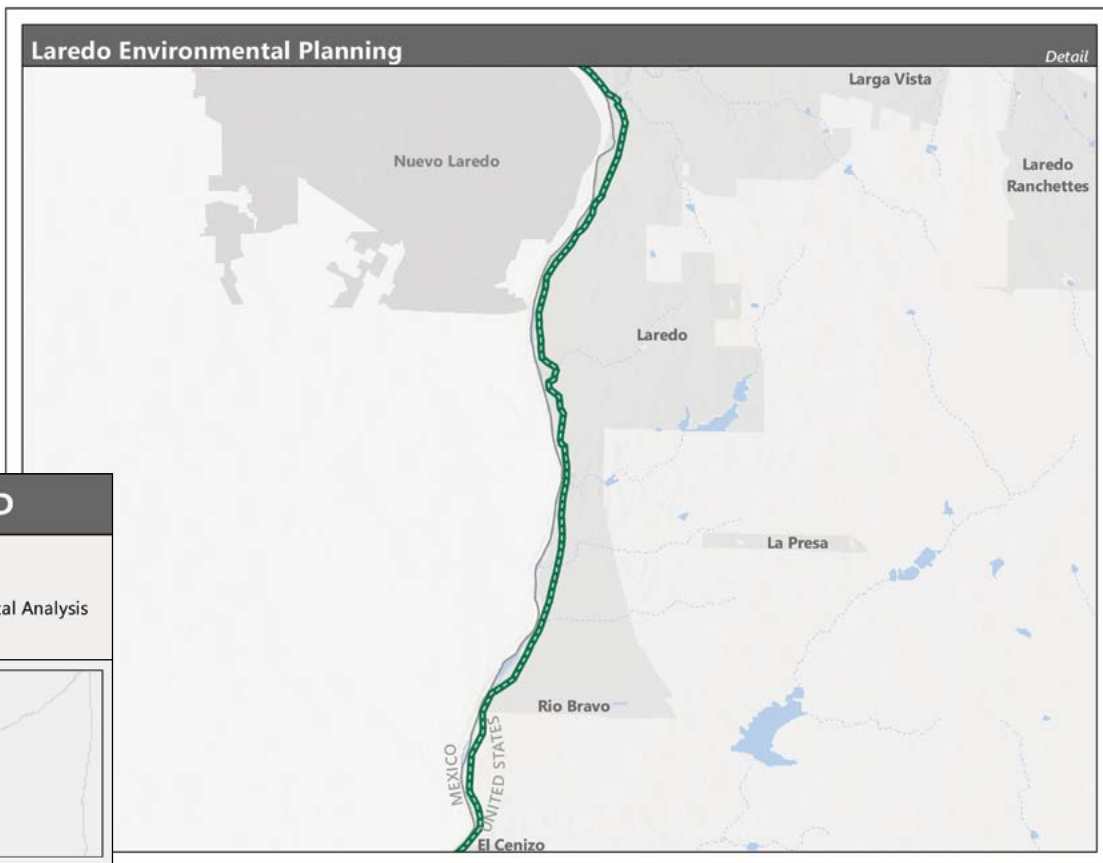 Laredo Environmental Planning
Detail
Larga Vista
Nuevo Laredo
Laredo
Ranchettes
Laredo
La Presa
Rio Bravo
MEXICO
UNITED STATES
El Cenizo
Analysis